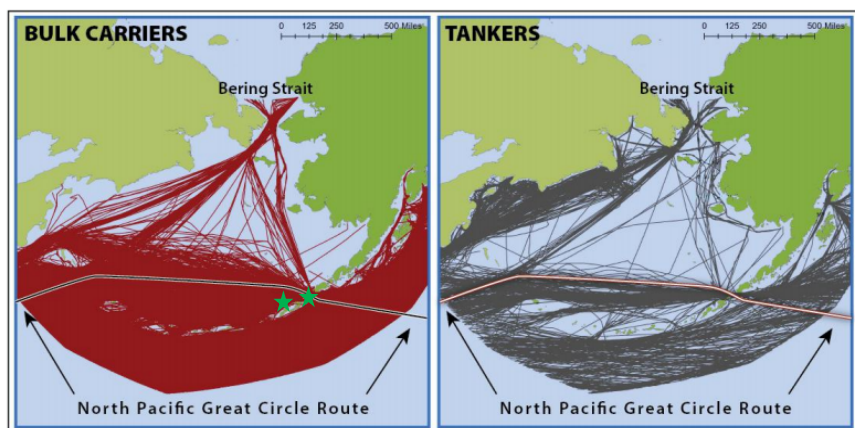 BULK CARRIERS
0 125 250 500 Miles
Bering Strait
North Pacific Great Circle Route
TANKERS
0 125 250 500 Miles
Bering Strait
North Pacific Great Circle Route